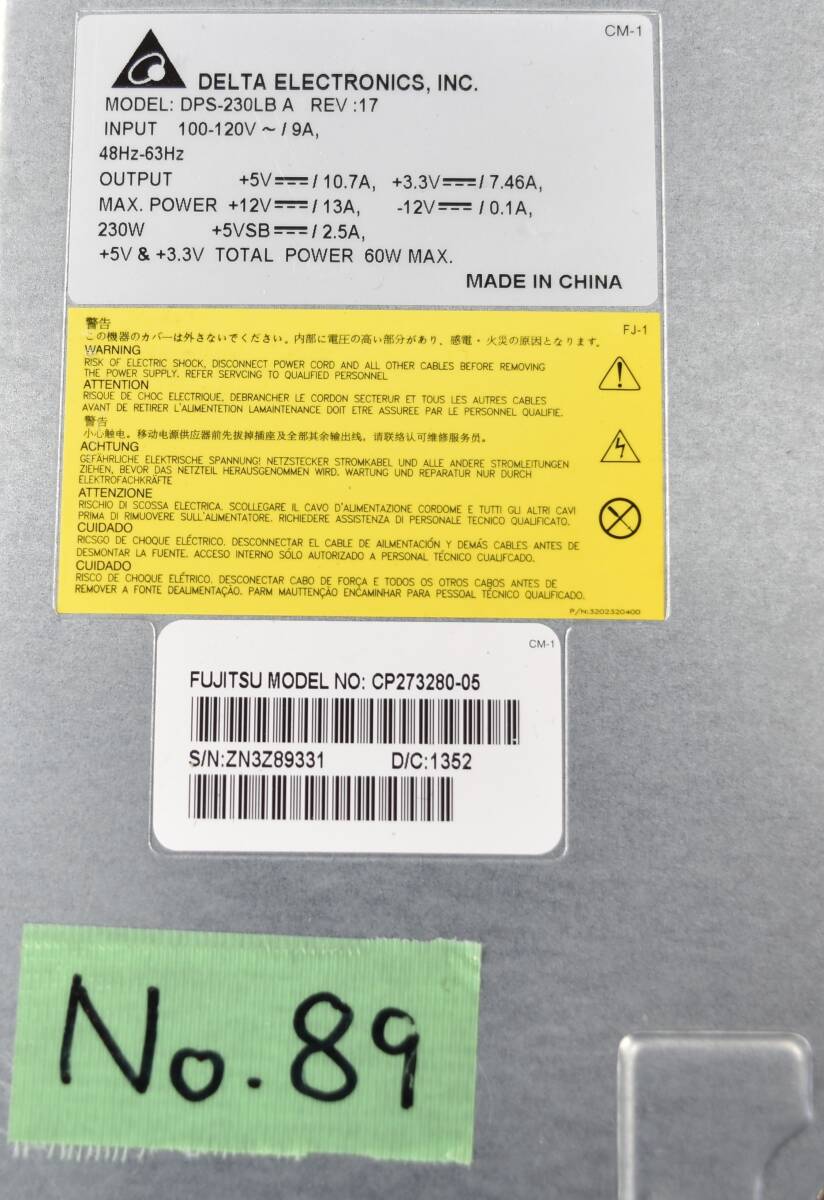 CM-1
DELTA ELECTRONICS, INC.
MODEL: DPS-230LB A REV :17
INPUT 100-120V ~ / 9A,
48Hz-63Hz
OUTPUT +5V⎓/ 10.7A, +3.3V⎓/ 7.46A,
MAX. POWER +12V⎓/ 13A, -12V⎓ / 0.1A,
230W +5VSB⎓/ 2.5A,
+5V & +3.3V TOTAL POWER 60W MAX.
MADE IN CHINA
警告
この機器のカバーは外さないでください。内部に電圧の高い部分があり、感電・火災の原因となります。
FJ-1
WARNING
RISK OF ELECTRIC SHOCK, DISCONNECT POWER CORD AND ALL OTHER CABLES BEFORE REMOVING
THE POWER SUPPLY. REFER SERVCING TO QUALIFIED PERSONNEL
ATTENTION
RISQUE DE CHOC ELECTRIQUE, DEBRANCHER LE CORDON SECTERUR ET TOUS LES AUTRES CABLES
AVANT DE RETIRER L'ALIMENTETION LAMAINTENANCE DOIT ETRE ASSUREE PAR LE PERSONNEL QUALIFIE.
警告
小心触电。移动电源供应器前先拔掉插座及全部其余输出线。请联络认可维修服务员。
ACHTUNG
GEFÄHRLICHE ELEKTRISCHE SPANNUNG! NETZSTECKER STROMKABEL UND ALLE ANDERE STROMLEITUNGEN
ZIEHEN, BEVOR DAS NETZTEIL HERAUSGENOMMEN WIRD. WARTUNG UND REPARATUR NUR DURCH
ELEKTROFACHKRÄFTE
ATTENZIONE
RISCHIO DI SCOSSA ELECTRICA. SCOLLEGARE IL CAVO D'ALIMENTAZIONE CORDOME E TUTTI GLI ALTRI CAVI
PRIMA DI RIMUOVERE SULL'ALIMENTATORE. RICHIEDERE ASSISTENZA DI PERSONALE TECNICO QUALIFICATO.
CUIDADO
RICSGO DE CHOQUE ELÉCTRICO. DESCONNECTAR EL CABLE DE AILMENTACIÓN Y DEMÁS CABLES ANTES DE
DESMONTAR LA FUENTE. ACCESO INTERNO SÓLO AUTORIZADO A PERSONAL TÉCNICO CUALIFCADO.
CUIDADO
RISCO DE CHOQUE ELÉTRICO. DESCONECTAR CABO DE FORÇA E TODOS OS OTROS CABOS ANTES DE
REMOVER A FONTE DEALIMENTAÇÃO. PARM MAUTTENÇÃO ENCAMINHAR PARA PESSOAL TÉCNICO QUALIFICADO.
P/N:3202320400
CM-1
FUJITSU MODEL NO: CP273280-05
S/N:ZN3Z89331 D/C:1352
No. 89